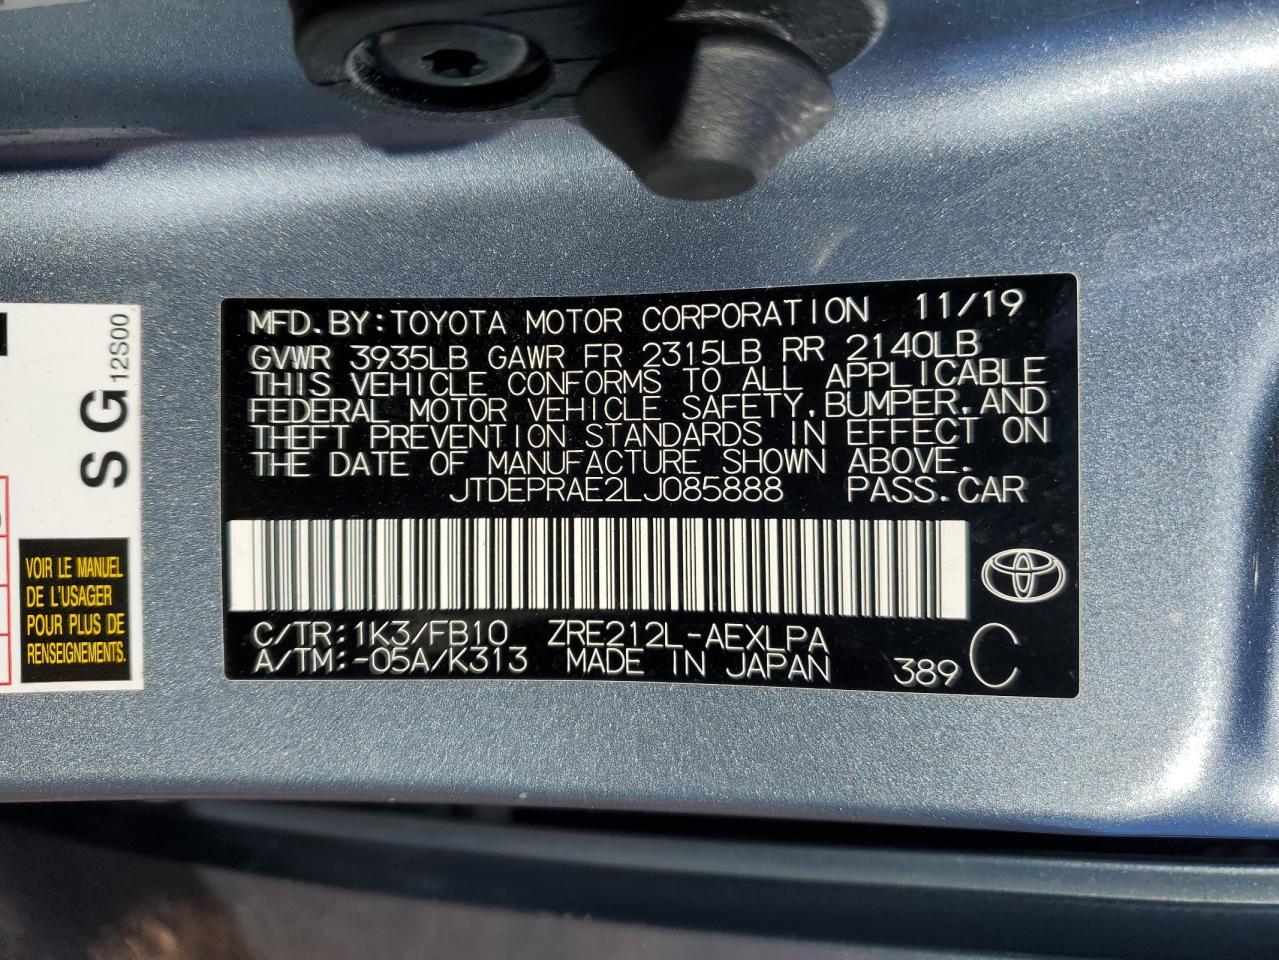 MFD.BY:TOYOTA MOTOR CORPORATION 11/19
GVWR 3935LB GAWR FR 2315LB RR 2140LB
THIS VEHICLE CONFORMS TO ALL APPLICABLE
FEDERAL MOTOR VEHICLE SAFETY,BUMPER,AND
THEFT PREVENTION STANDARDS IN EFFECT ON
THE DATE OF MANUFACTURE SHOWN ABOVE.
JTDEPRAE2LJ085888 PASS.CAR
C/TR:1K3/FB10 ZRE212L-AEXLPA
A/TM:-05A/K313 MADE IN JAPAN 389 C
SG
12S00
VOIR LE MANUEL
DE L'USAGER
POUR PLUS DE
RENSEIGNEMENTS.